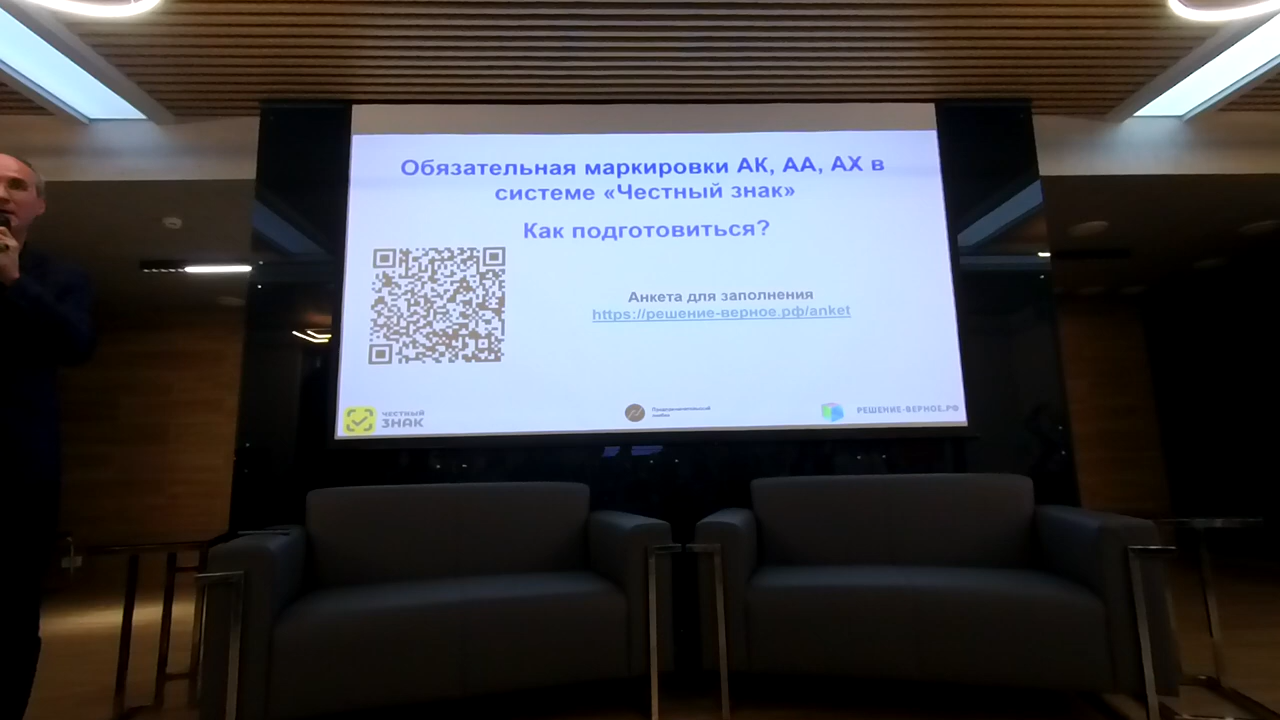 Обязательная маркировки АК, АА, АХ в
системе «Честный знак»
Как подготовиться?
Анкета для заполнения
https://решение-верное.рф/anket
ЧЕСТНЫЙ
ЗНАК
РЕШЕНИЕ-ВЕРНОЕ.РФ